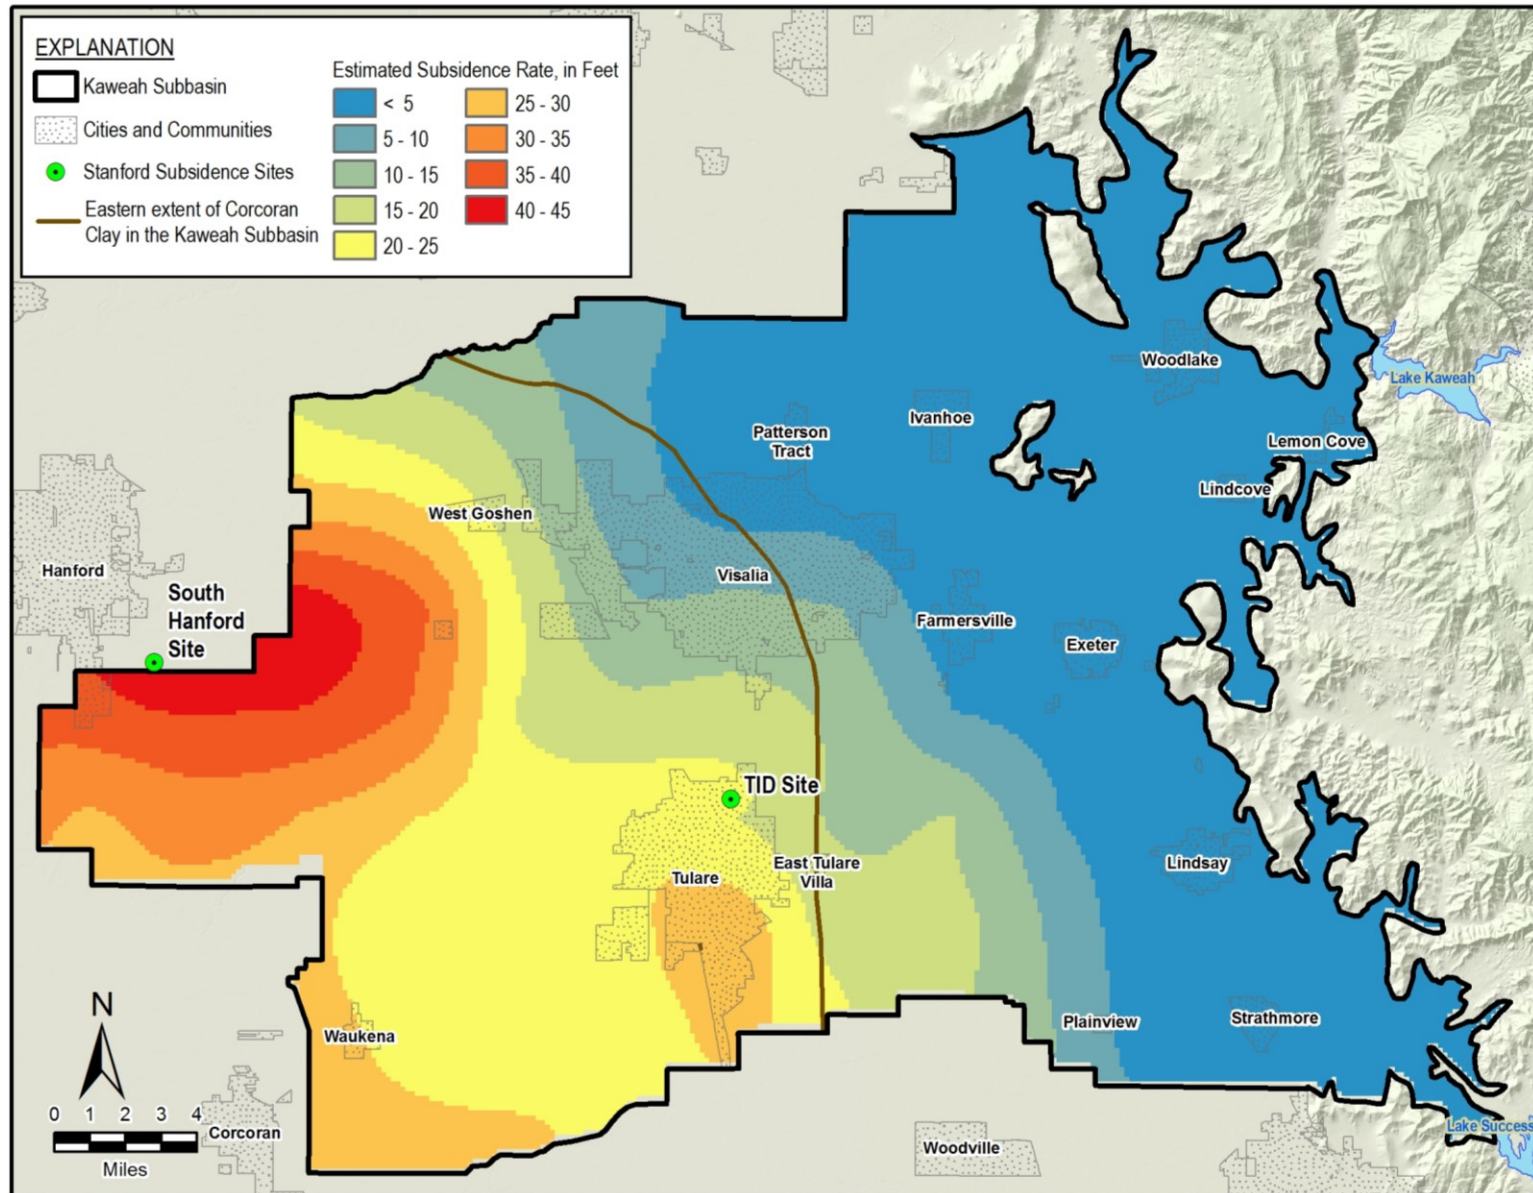 EXPLANATION
Kaweah Subbasin
Cities and Communities
Stanford Subsidence Sites
Eastern extent of Corcoran
Clay in the Kaweah Subbasin
Estimated Subsidence Rate, in Feet
< 5
5 - 10
10 - 15
15 - 20
20 - 25
25 - 30
30 - 35
35 - 40
40 - 45
Woodlake
Lake Kaweah
Ivanhoe
Patterson
Tract
Lemon Cove
Lindcove
West Goshen
Hanford
South
Hanford
Site
Visalia
Farmersville
Exeter
TID Site
East Tulare
Villa
Tulare
Lindsay
Waukena
Plainview
Strathmore
N
0 1 2 3 4
Miles
Corcoran
Woodville
Lake Success